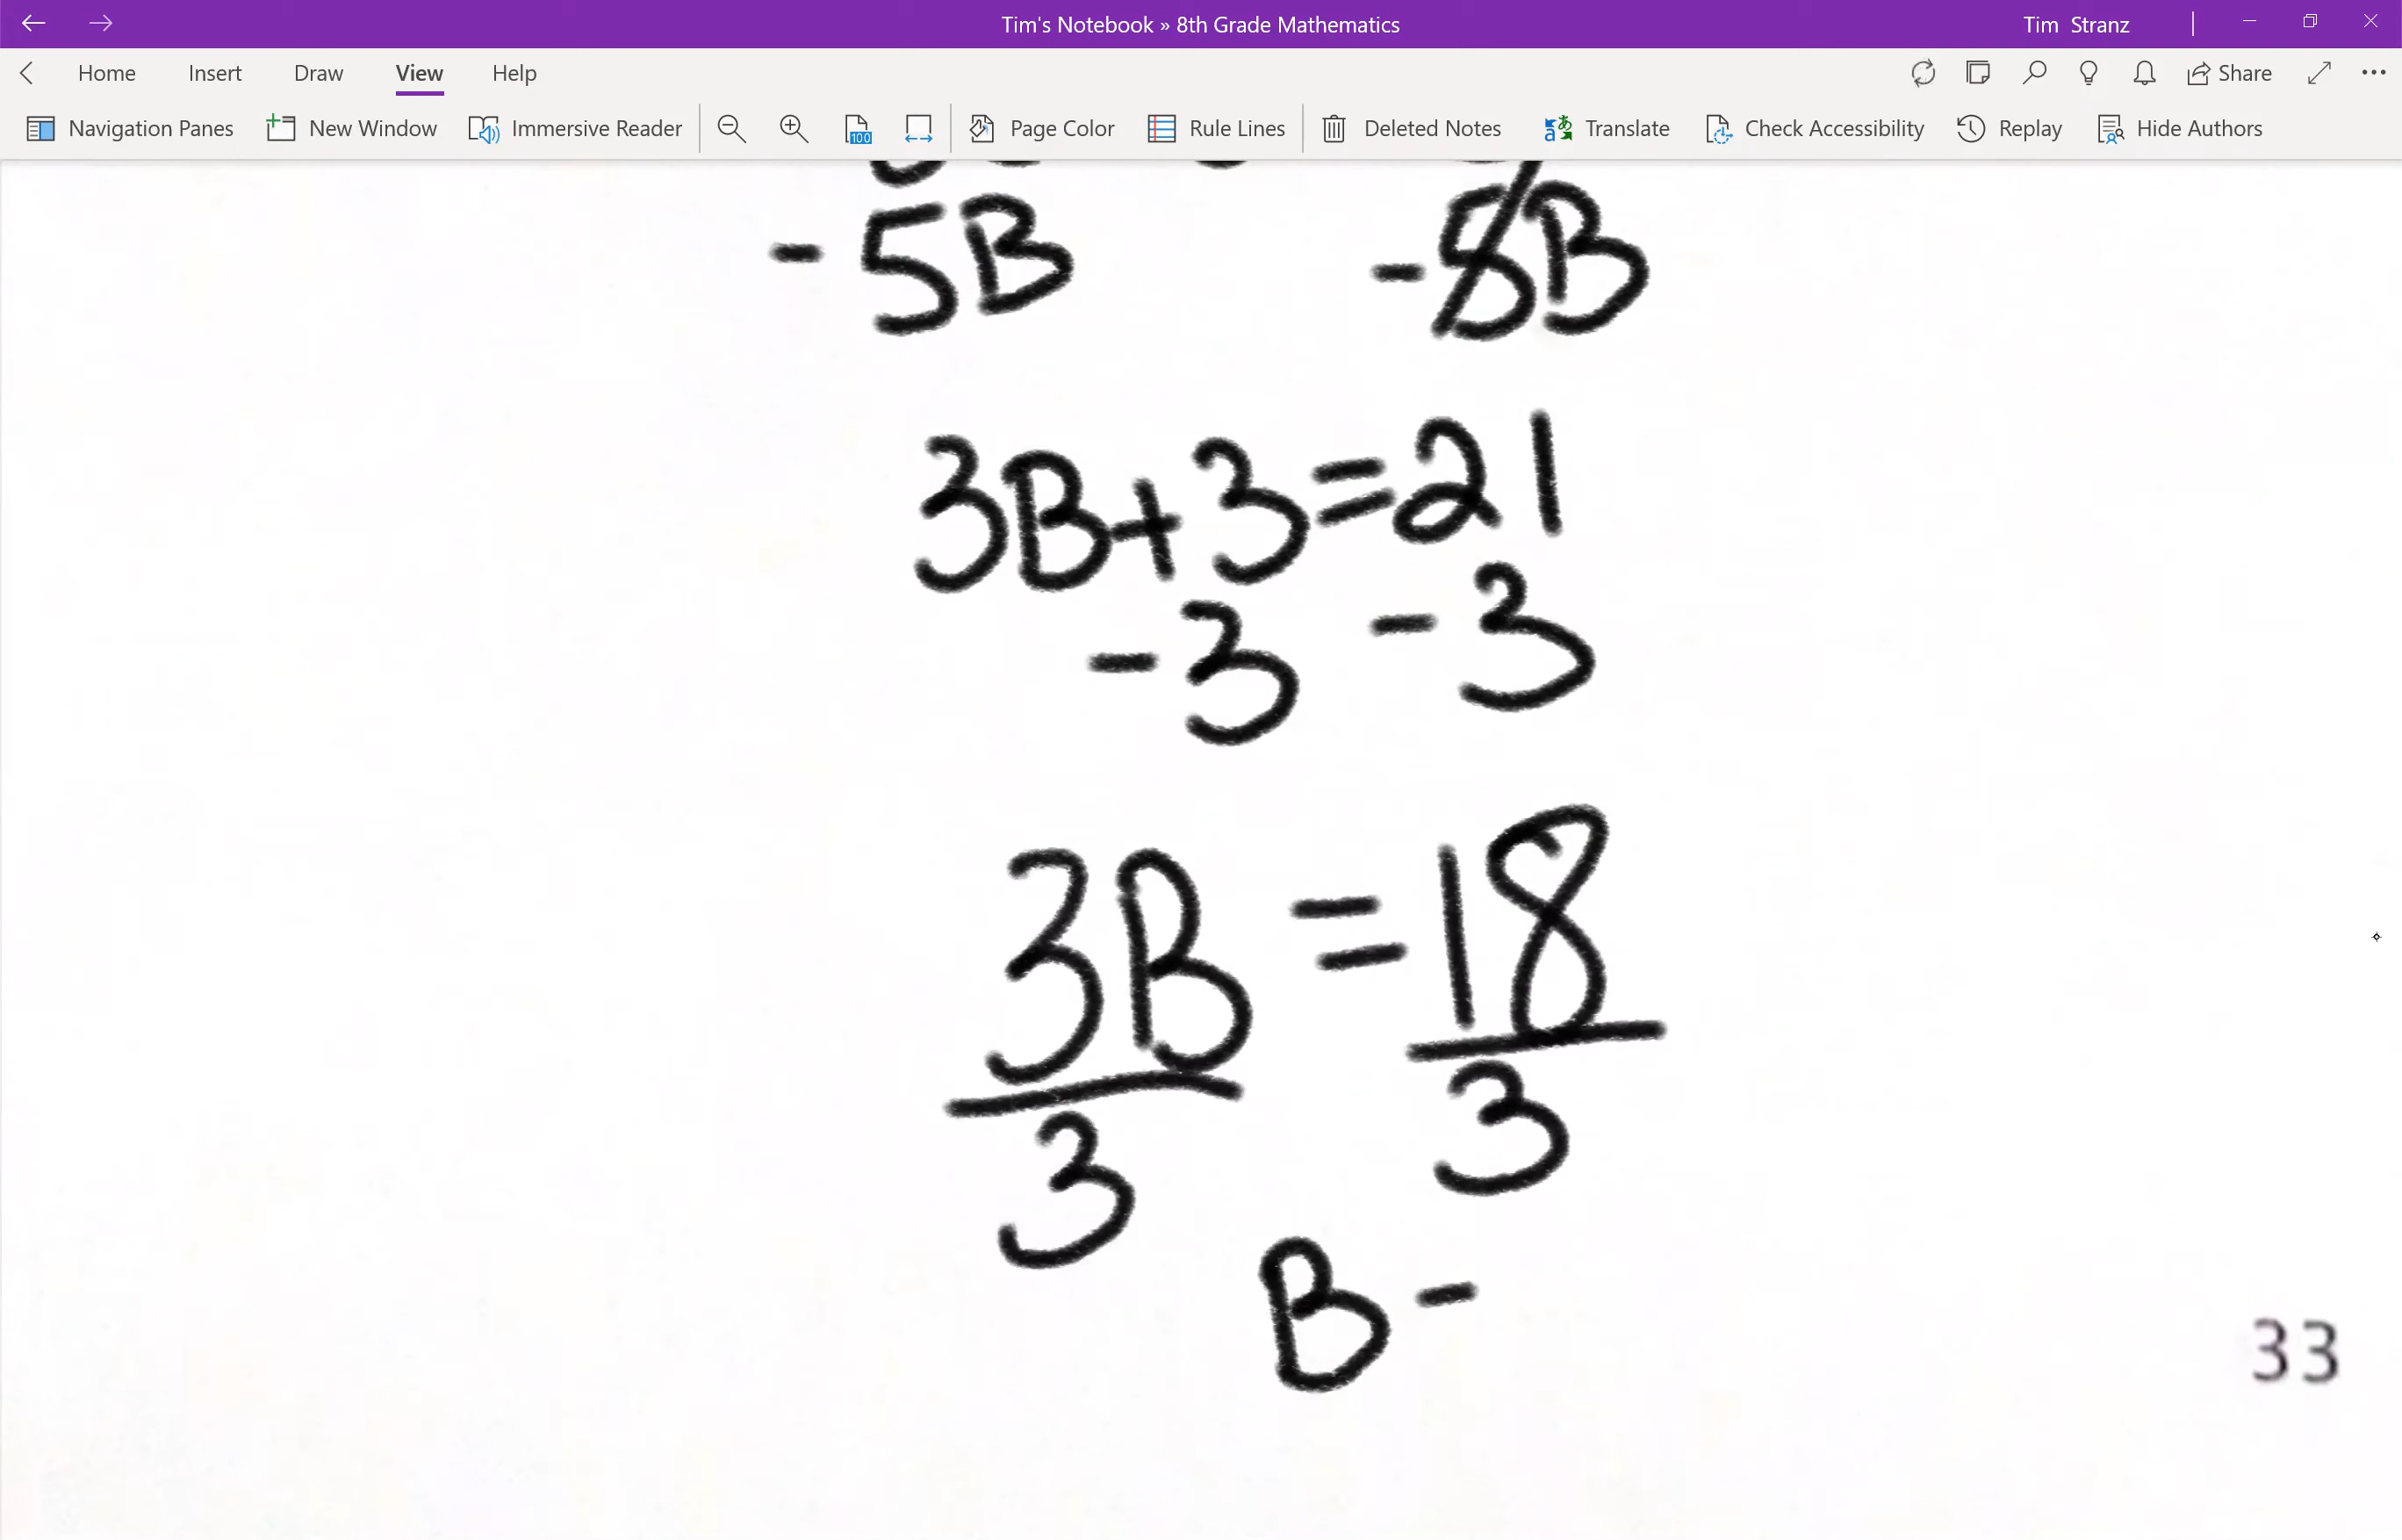 Tim's Notebook » 8th Grade Mathematics
Tim Stranz
Home Insert Draw View Help
Share
Navigation Panes New Window Immersive Reader 100 Page Color Rule Lines Deleted Notes Translate Check Accessibility Replay Hide Authors
- 5B - 5B
3B+3=21
- 3 - 3
3B = 18
3 3
B -
33